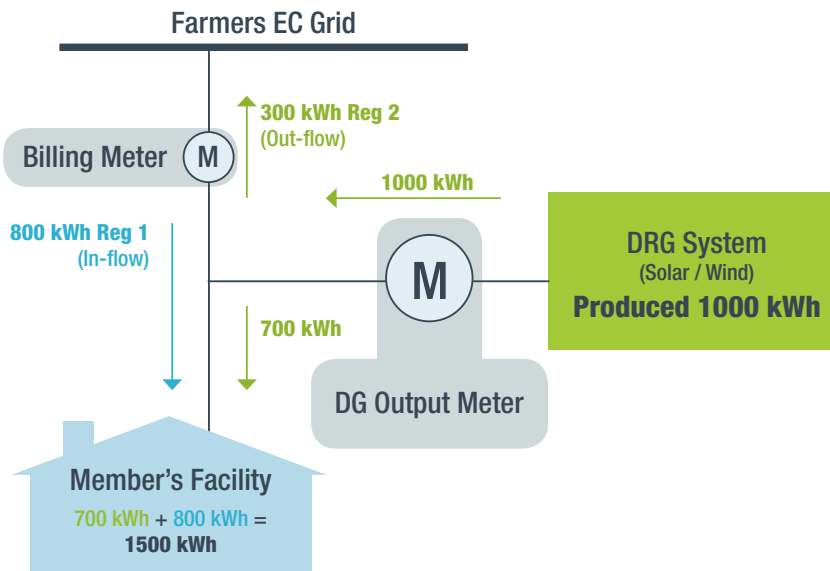 Farmers EC Grid
300 kWh Reg 2
(Out-flow)
Billing Meter
M
1000 kWh
800 kWh Reg 1
(In-flow)
DRG System
(Solar / Wind)
Produced 1000 kWh
M
700 kWh
DG Output Meter
Member's Facility
700 kWh + 800 kWh =
1500 kWh